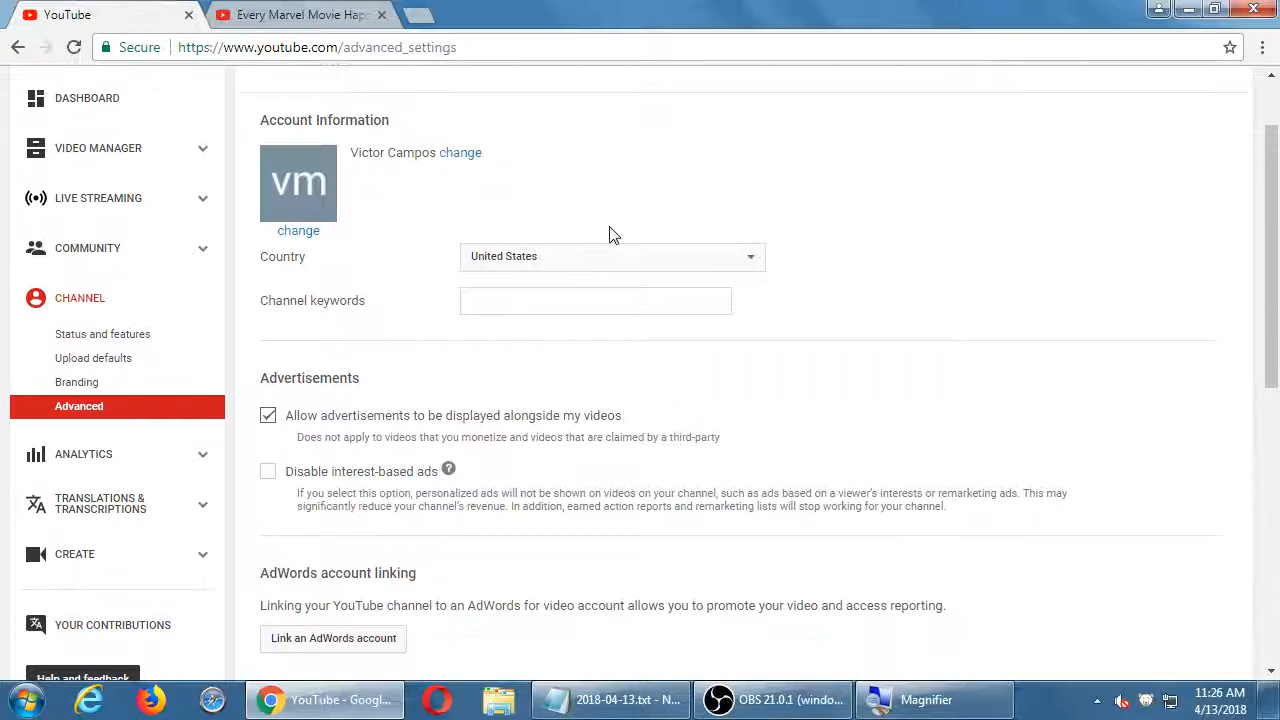 YouTube
Every Marvel Movie Hap
Secure https://www.youtube.com/advanced_settings
DASHBOARD
VIDEO MANAGER
LIVE STREAMING
COMMUNITY
CHANNEL
Status and features
Upload defaults
Branding
Advanced
ANALYTICS
TRANSLATIONS &
TRANSCRIPTIONS
CREATE
YOUR CONTRIBUTIONS
Help and feedback
Account Information
vm
Victor Campos change
change
Country
United States
Channel keywords
Advertisements
Allow advertisements to be displayed alongside my videos
Does not apply to videos that you monetize and videos that are claimed by a third-party
Disable interest-based ads ?
If you select this option, personalized ads will not be shown on videos on your channel, such as ads based on a viewer's interests or remarketing ads. This may
significantly reduce your channel's revenue. In addition, earned action reports and remarketing lists will stop working for your channel.
AdWords account linking
Linking your YouTube channel to an AdWords for video account allows you to promote your video and access reporting.
Link an AdWords account
YouTube - Googl...
2018-04-13.txt - N...
OBS 21.0.1 (windo...
Magnifier
11:26 AM
4/13/2018